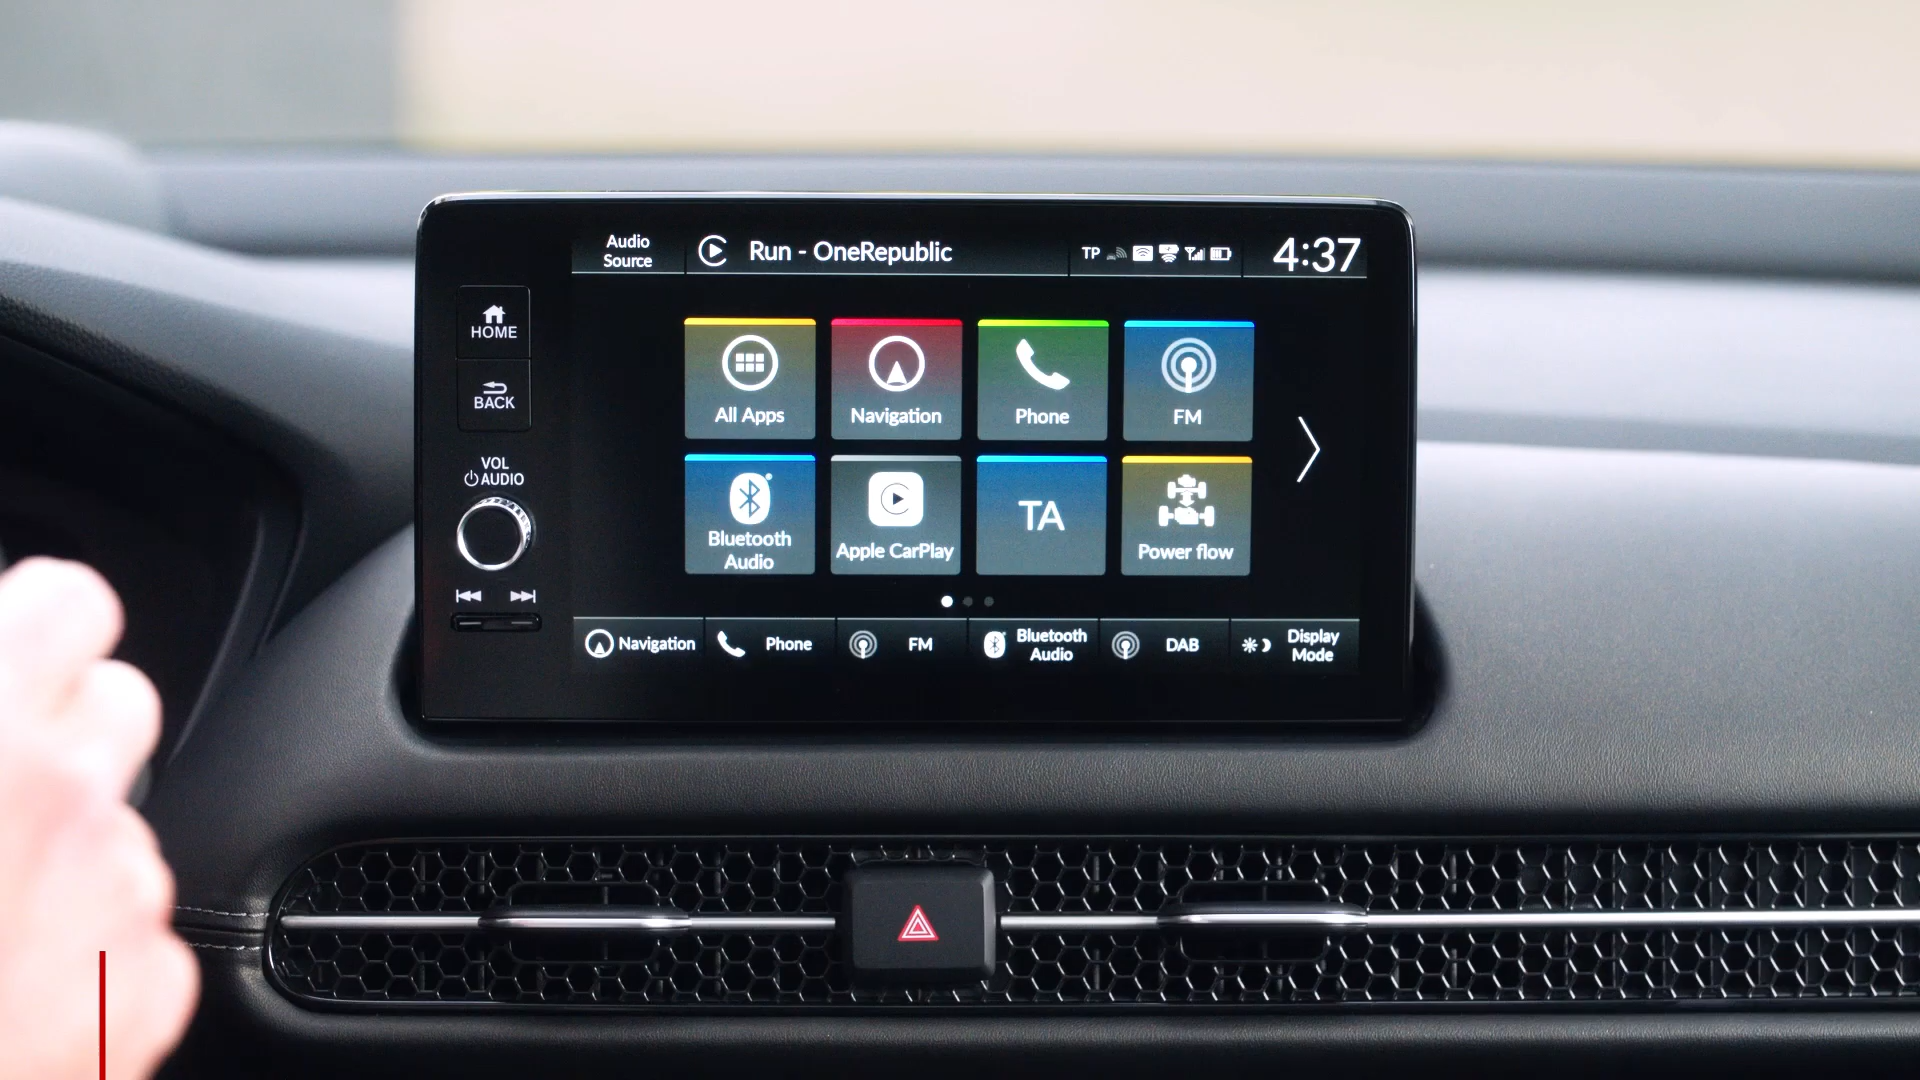 Audio
Source
Run - OneRepublic
TP
4:37
HOME
BACK
VOL
AUDIO
All Apps
Navigation
Phone
FM
Bluetooth
Audio
Apple CarPlay
TA
Power flow
Navigation
Phone
FM
Bluetooth
Audio
DAB
Display
Mode